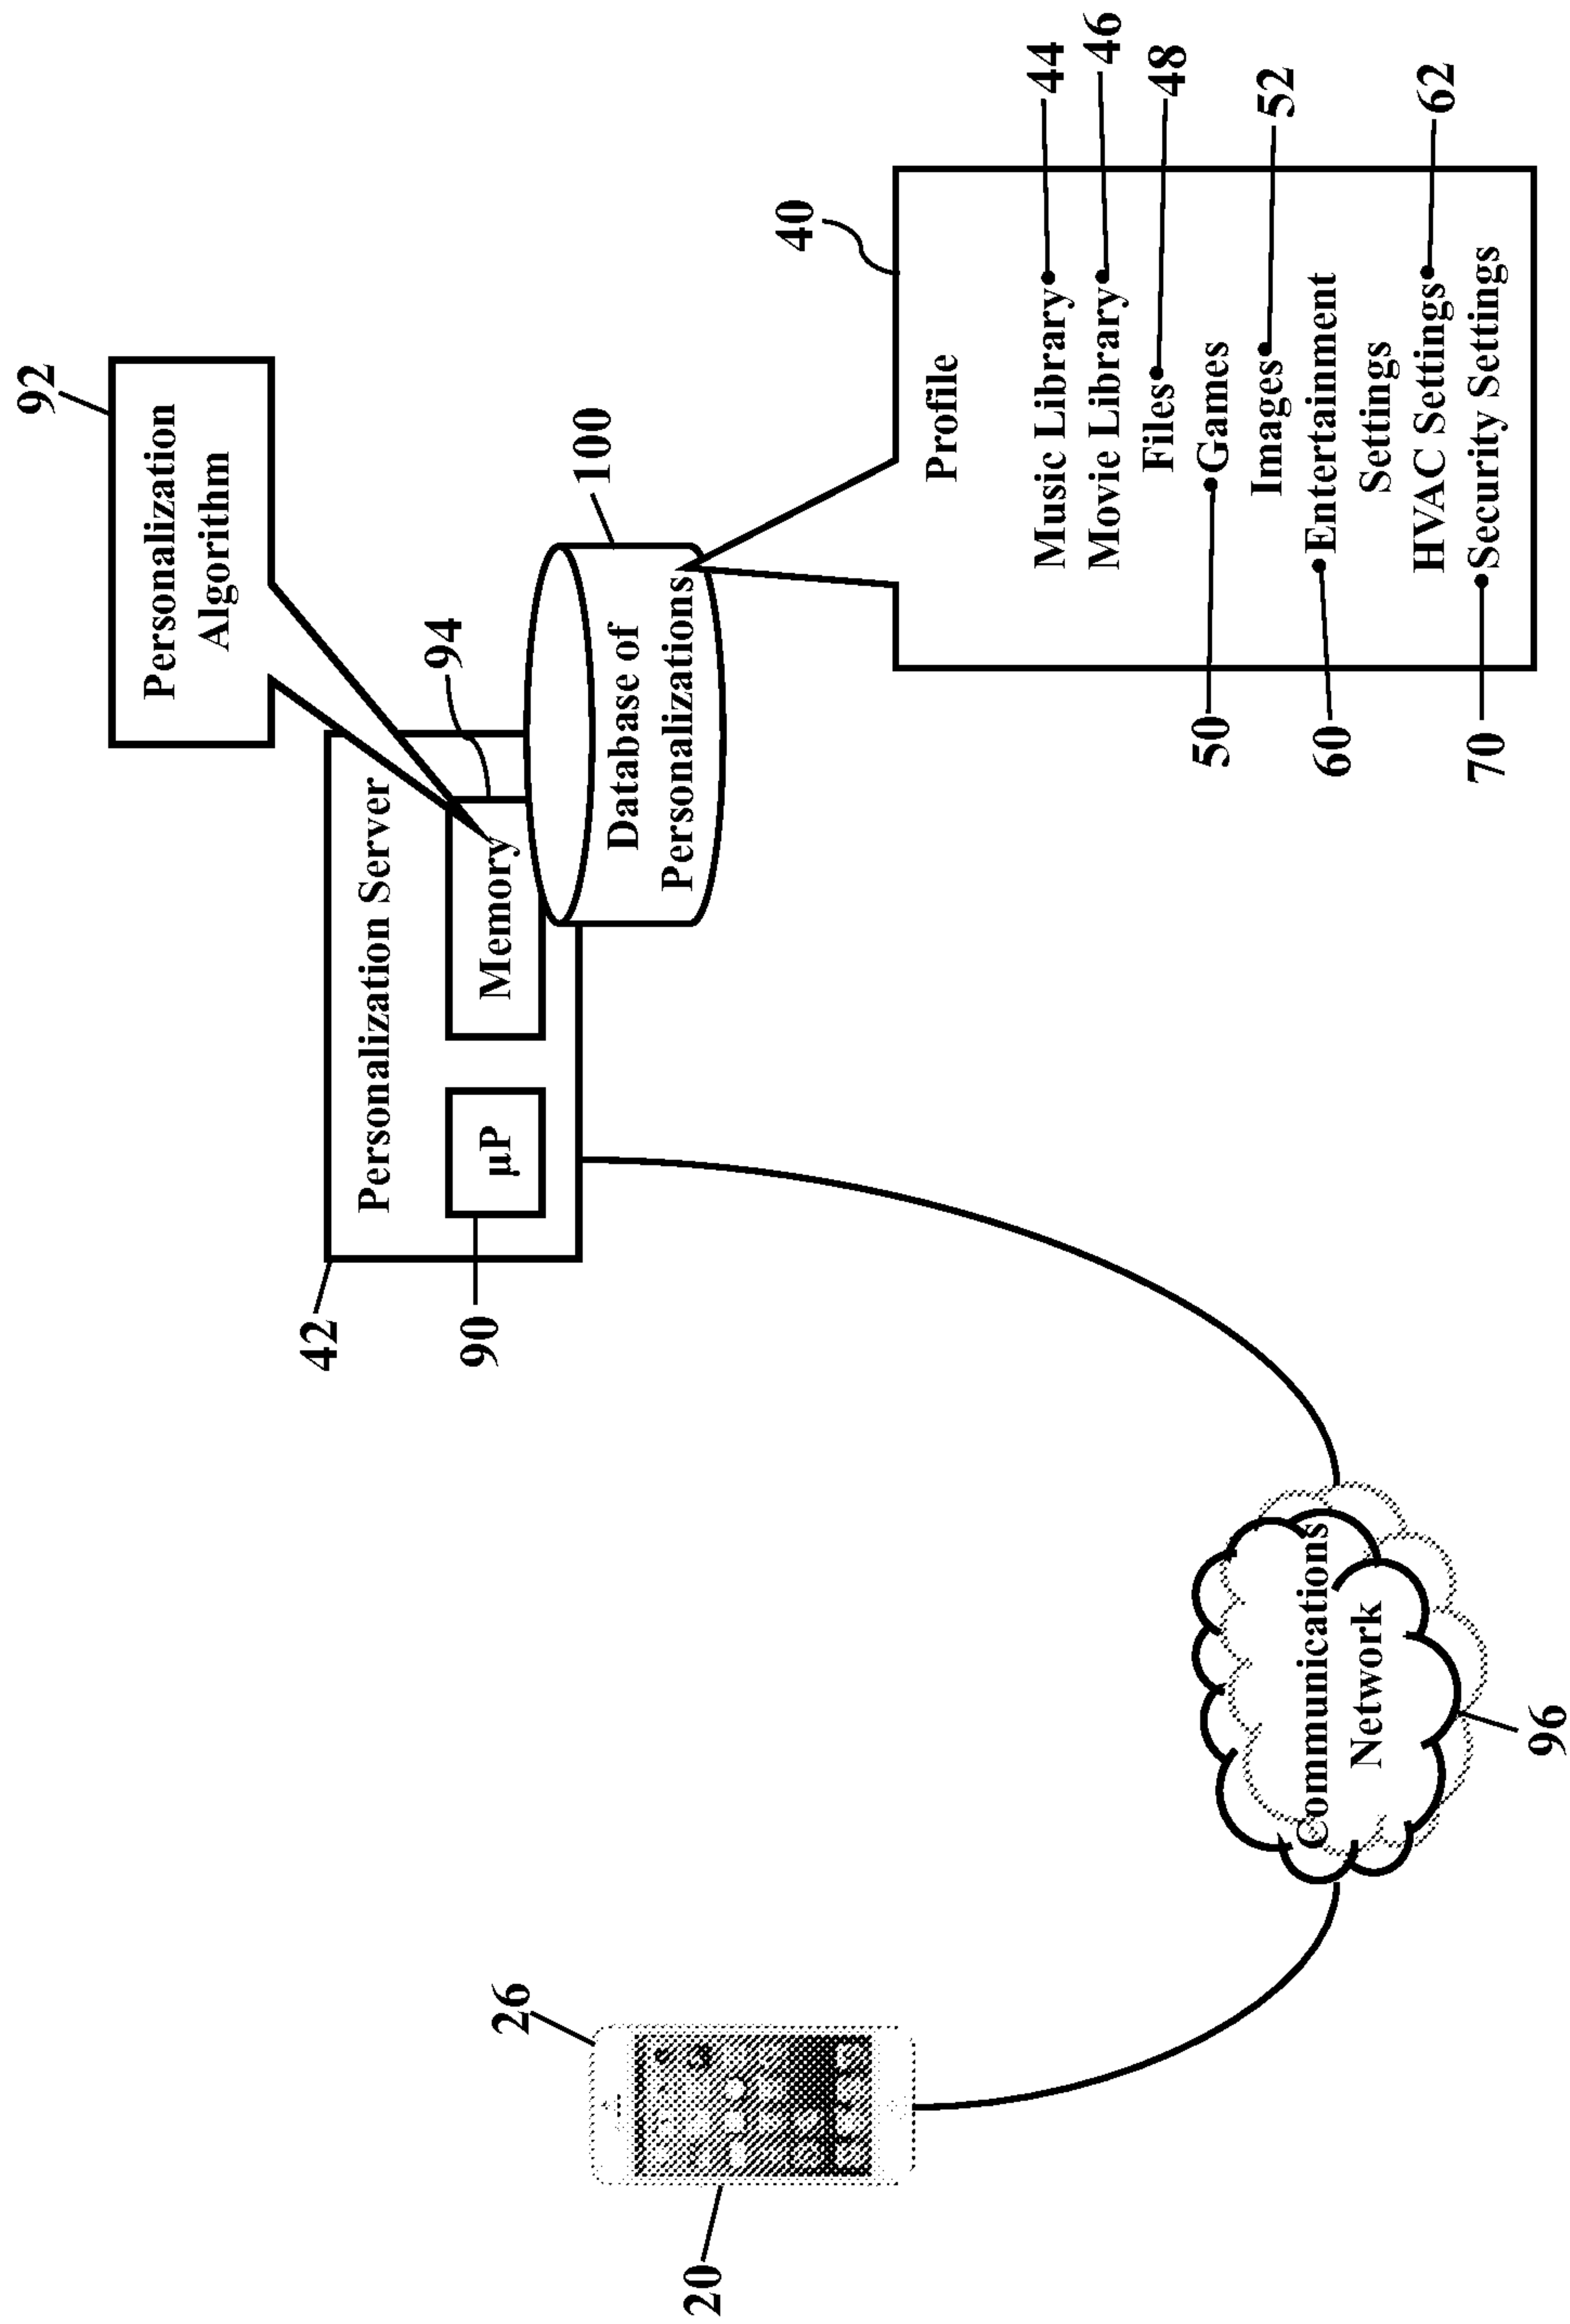 92
Personalization
Algorithm
42
Personalization Server
94
90
µP
Memory
100
Database of
Personalizations
26
20
40
Profile
44
Music Library
46
Movie Library
48
Files
50
Games
52
Images
60
Entertainment
Settings
62
HVAC Settings
70
Security Settings
Communications
Network
96